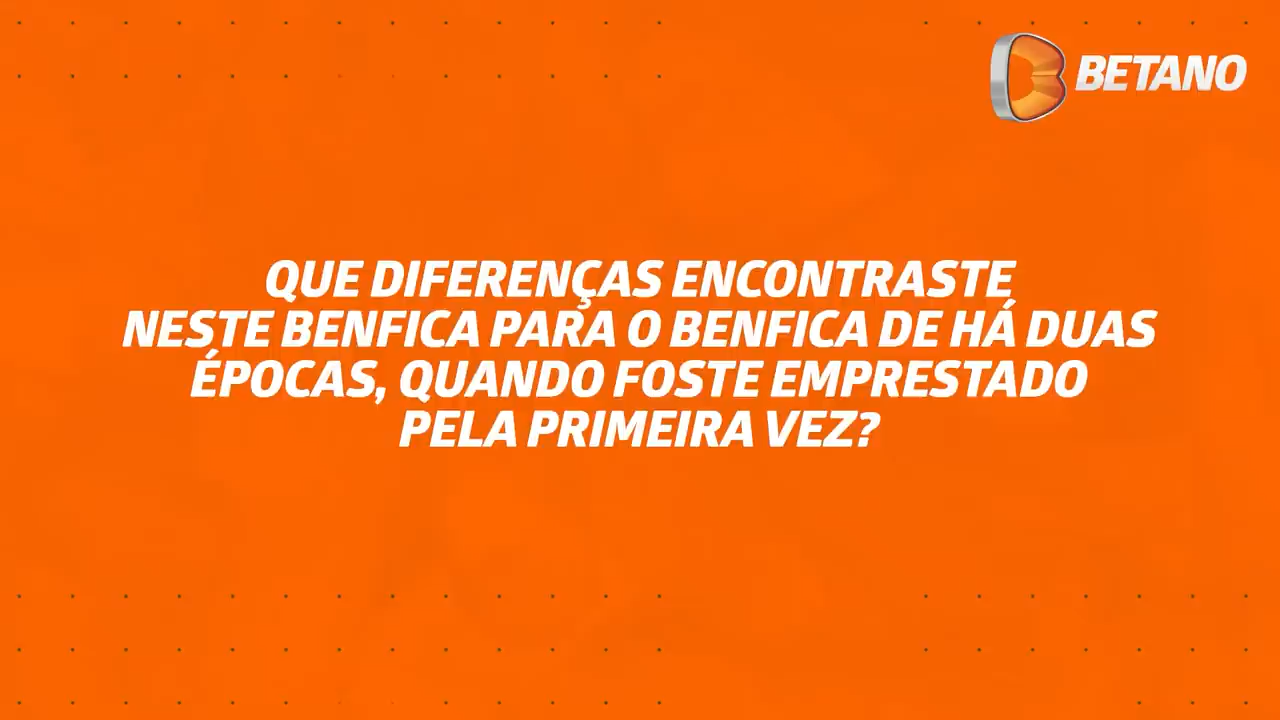 BETANO
QUE DIFERENÇAS ENCONTRASTE
NESTE BENFICA PARA O BENFICA DE HÁ DUAS
ÉPOCAS, QUANDO FOSTE EMPRESTADO
PELA PRIMEIRA VEZ?